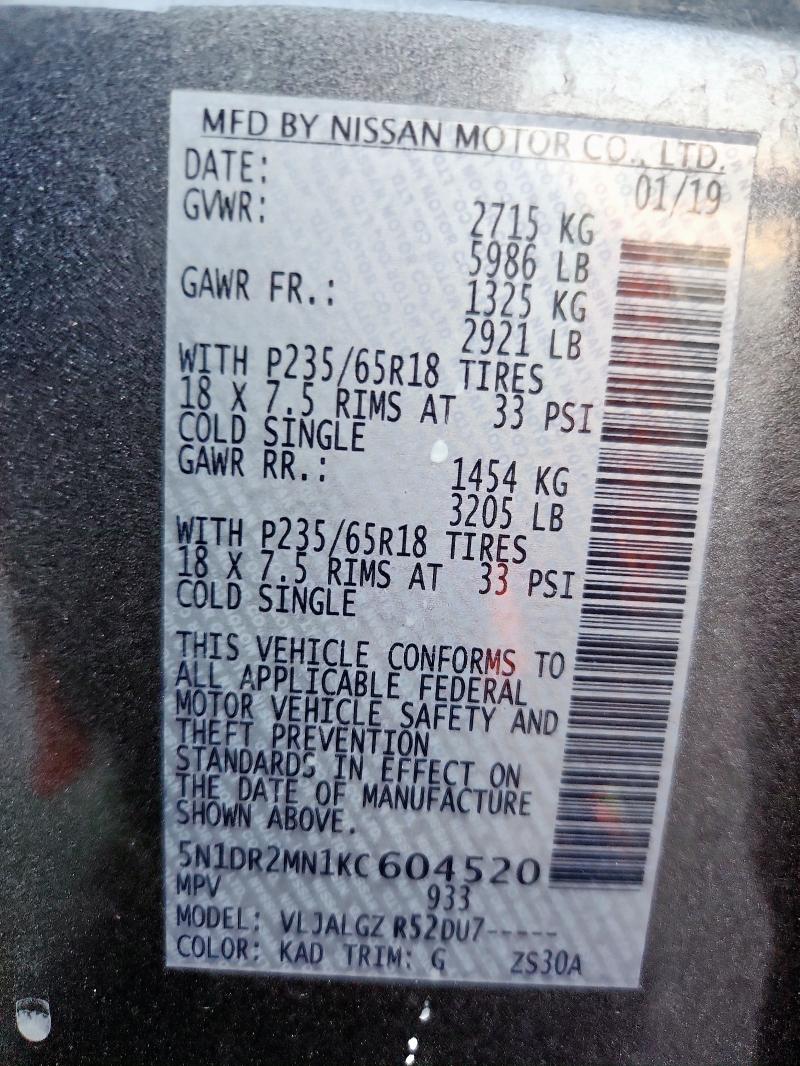 MFD BY NISSAN MOTOR CO., LTD.
DATE: 01/19
GVWR: 2715 KG
5986 LB
GAWR FR.: 1325 KG
2921 LB
WITH P235/65R18 TIRES
18 X 7.5 RIMS AT 33 PSI
COLD SINGLE
GAWR RR.: 1454 KG
3205 LB
WITH P235/65R18 TIRES
18 X 7.5 RIMS AT 33 PSI
COLD SINGLE
THIS VEHICLE CONFORMS TO
ALL APPLICABLE FEDERAL
MOTOR VEHICLE SAFETY AND
THEFT PREVENTION
STANDARDS IN EFFECT ON
THE DATE OF MANUFACTURE
SHOWN ABOVE.
5N1DR2MN1KC604520
MPV 933
MODEL: VLJALGZ R52DU7-----
COLOR: KAD TRIM: G ZS30A